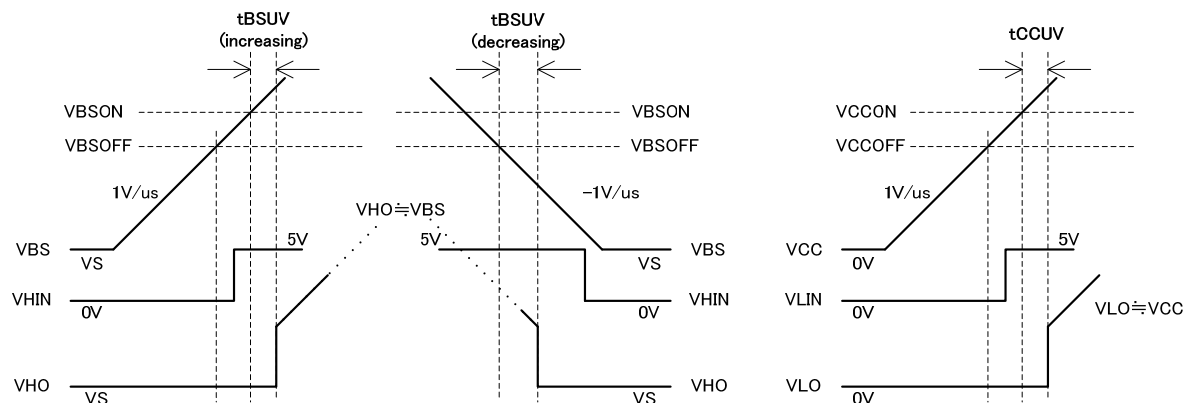 tBSUV
(increasing)
VBSON
VBSOFF
1V/us
VBS
VS
5V
VHIN
0V
VHO
VS
VHO≒VBS
tBSUV
(decreasing)
VBSON
VBSOFF
-1V/us
5V
VBS
VS
VHIN
0V
VHO
VS
tCCUV
VCCON
VCCOFF
1V/us
VCC
0V
5V
VLIN
0V
VLO≒VCC
VLO
0V